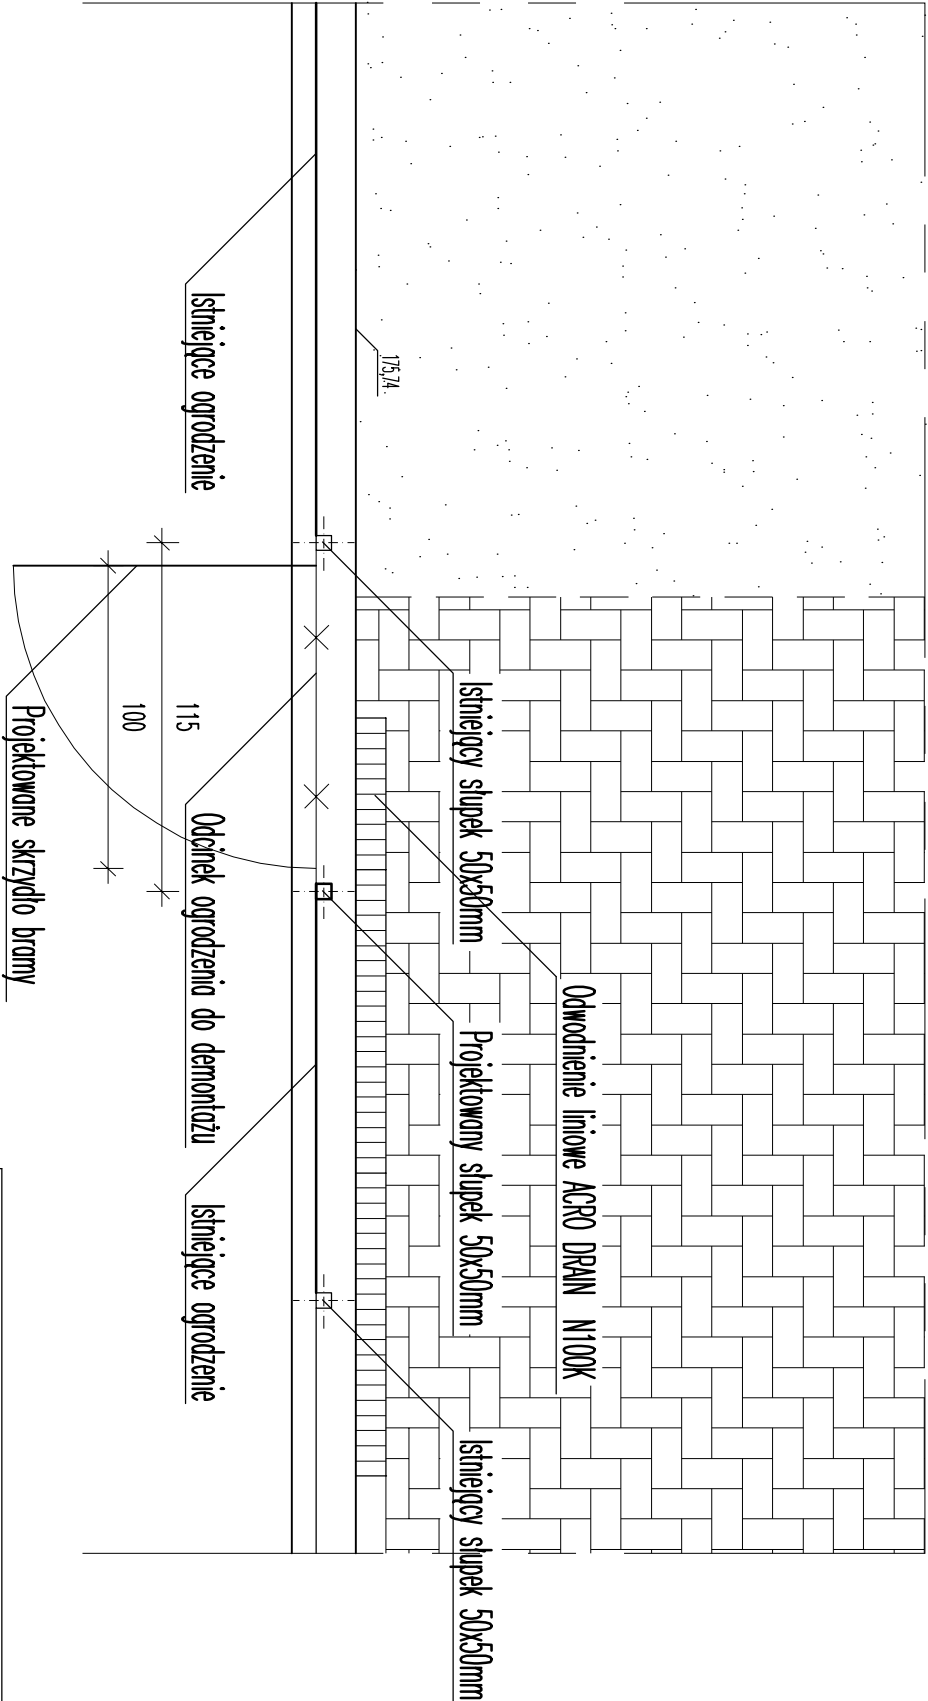 Odwodnienie liniowe ACRO DRAIN N100K
Istniejący słupek 50x50mm
Projektowany słupek 50x50mm
Istniejący słupek 50x50mm
175,74
Istniejące ogrodzenie
Odcinek ogrodzenia do demontażu
Istniejące ogrodzenie
115
100
Projektowane skrzydło bramy